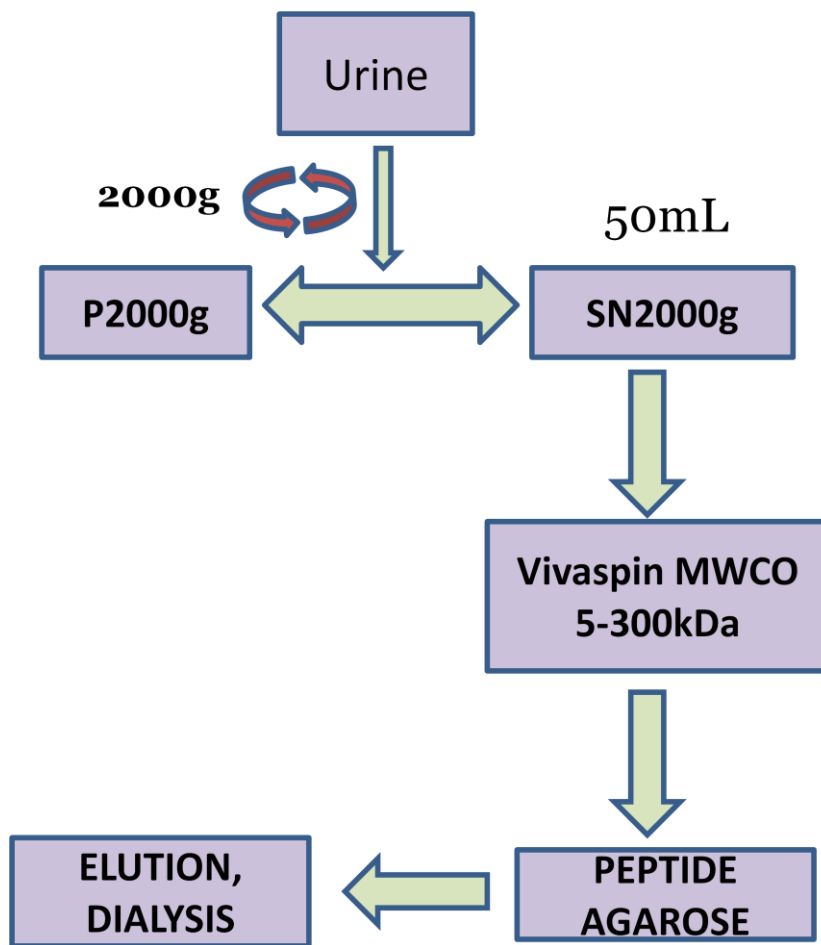 Urine
2000g
50mL
P2000g
SN2000g
Vivaspin MWCO
5-300kDa
PEPTIDE
AGAROSE
ELUTION,
DIALYSIS